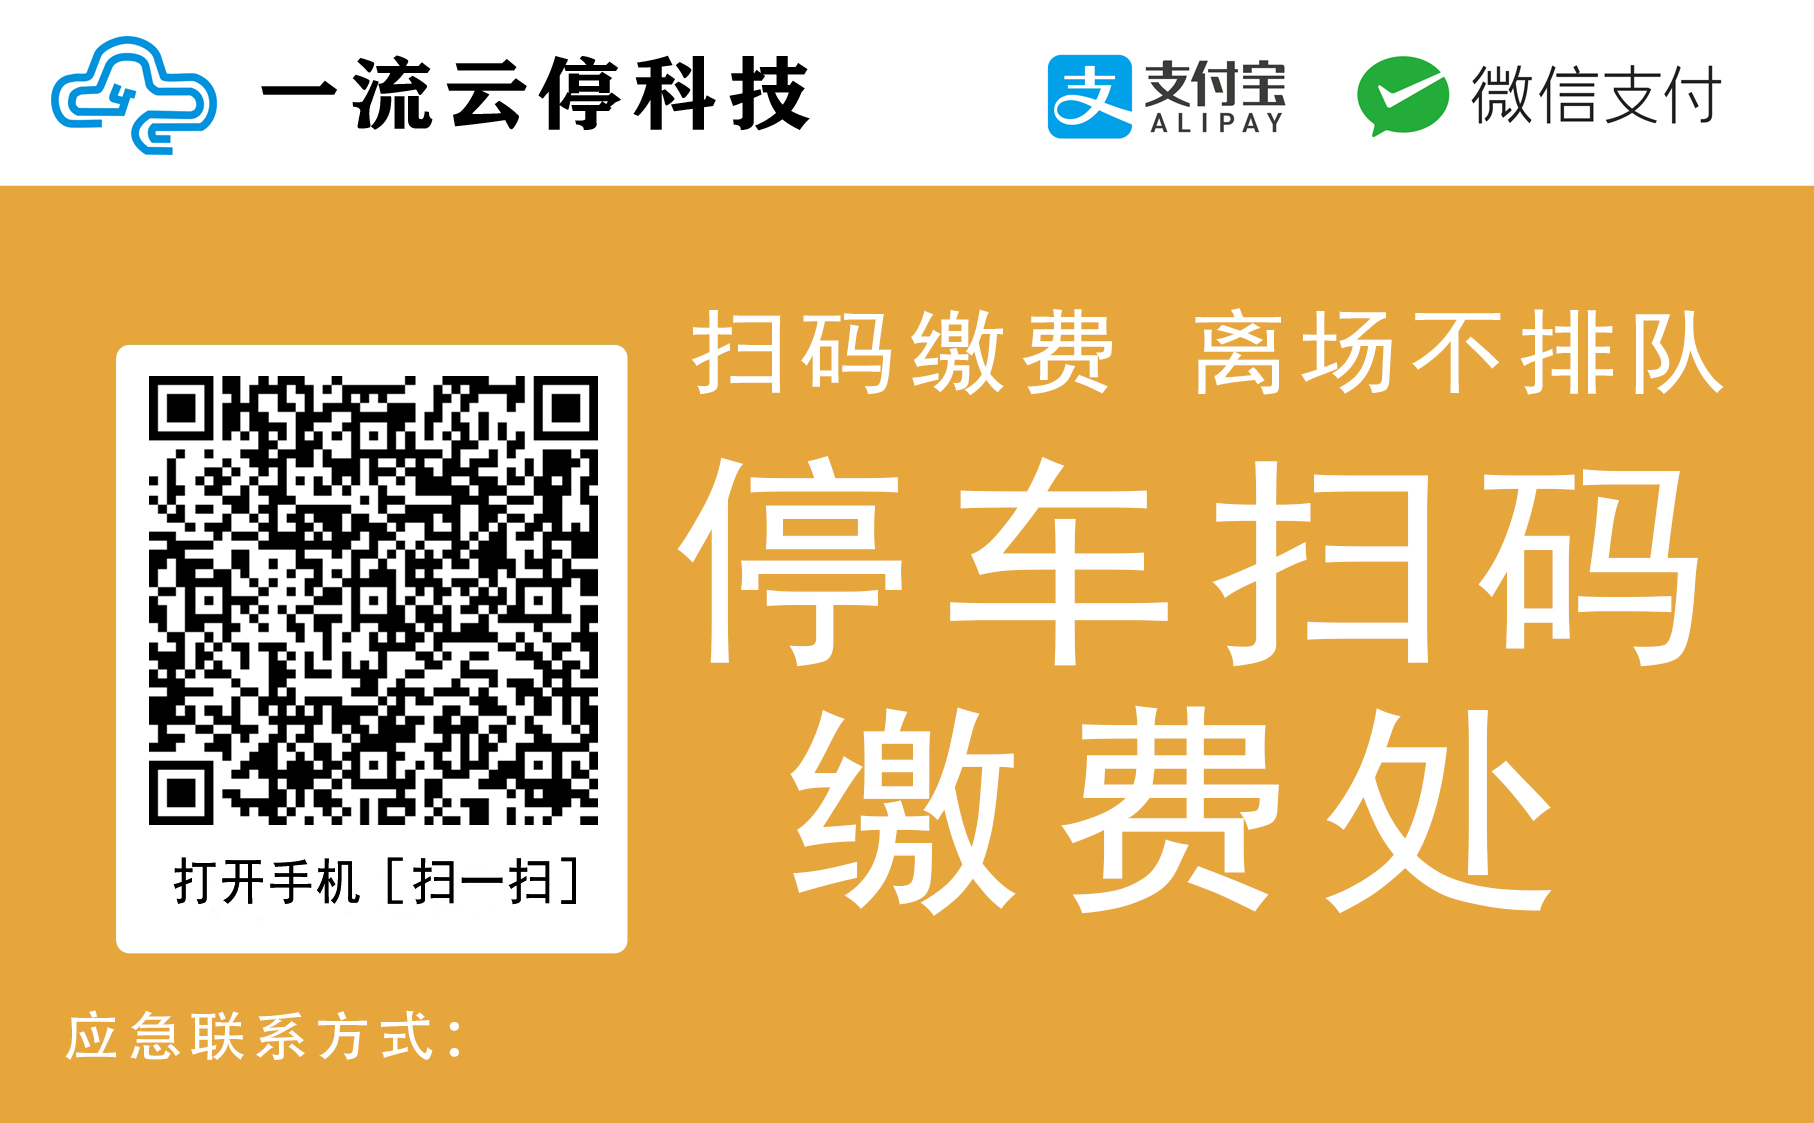 一流云停科技
支付宝
ALIPAY
微信支付
扫码缴费 离场不排队
停车扫码
缴费处
打开手机［扫一扫］
应急联系方式：